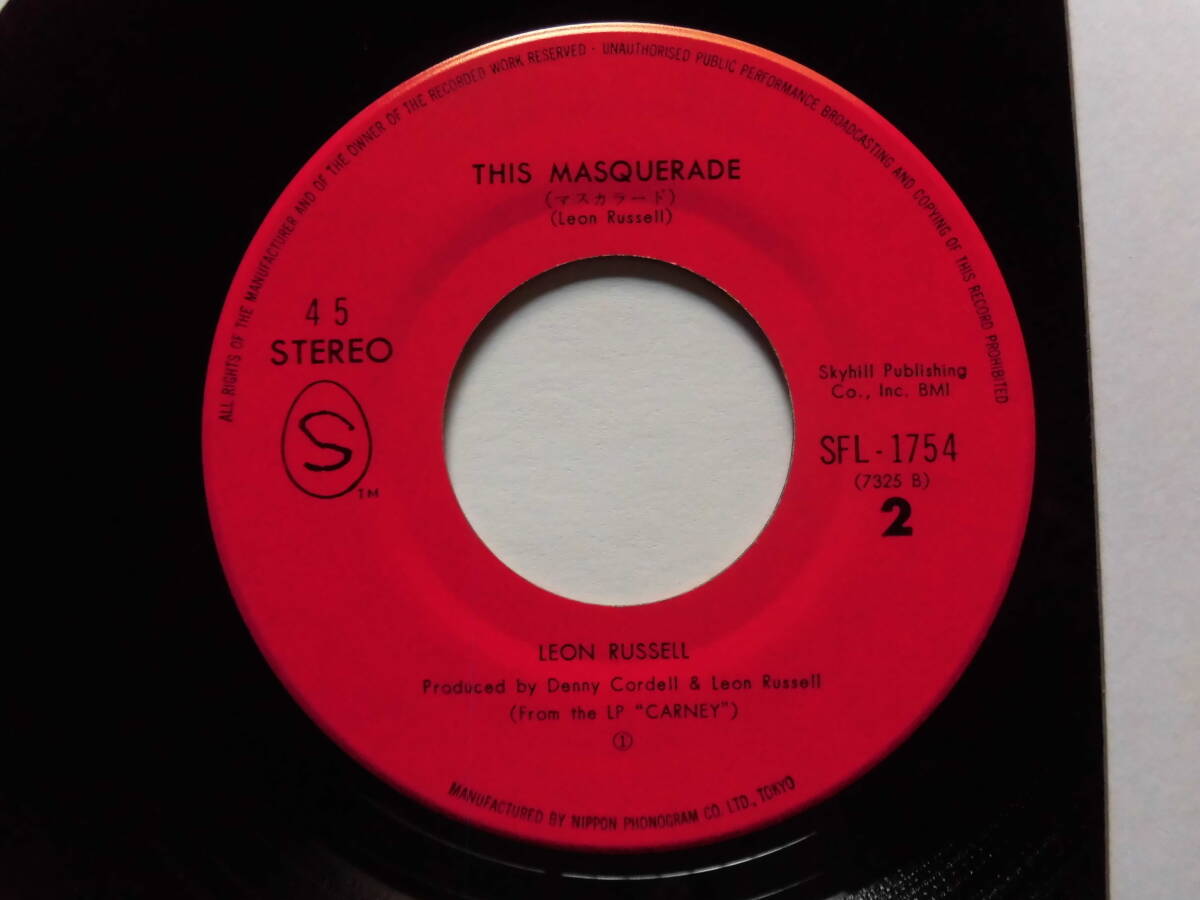 ALL RIGHTS OF THE MANUFACTURER AND OF THE OWNER OF THE RECORDED WORK RESERVED · UNAUTHORISED PUBLIC PERFORMANCE BROADCASTING AND COPYING OF THIS RECORD PROHIBITED
THIS MASQUERADE
(マスカラード)
(Leon Russell)
45
STEREO
S
TM
Skyhill Publishing
Co., Inc. BMI
SFL-1754
(7325 B)
2
LEON RUSSELL
Produced by Denny Cordell & Leon Russell
(From the LP "CARNEY")
①
MANUFACTURED BY NIPPON PHONOGRAM CO. LTD., TOKYO